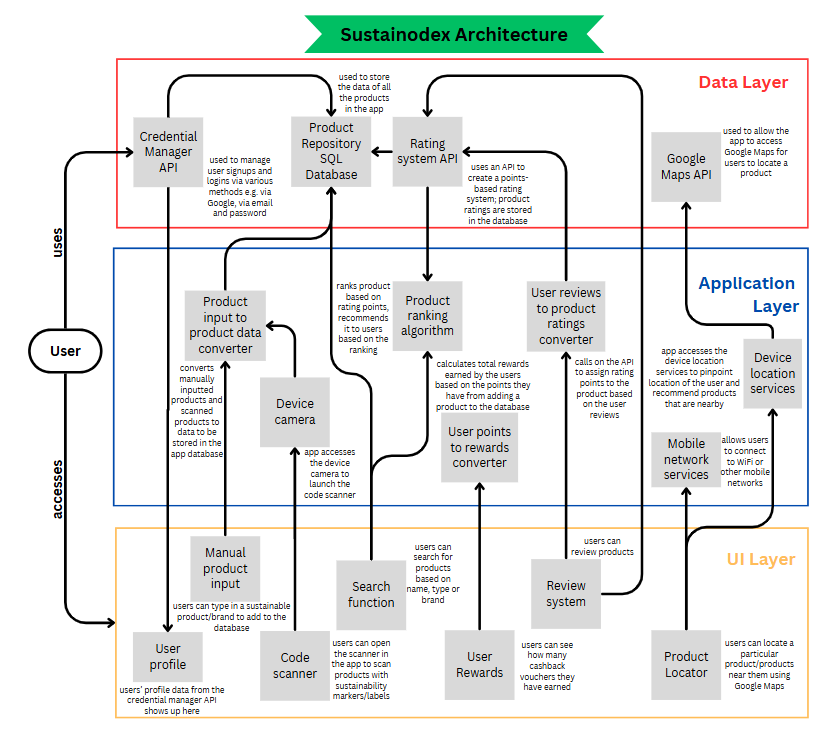 Sustainodex Architecture
Data Layer
used to store
the data of all
the products
in the app
Credential
Manager
API
used to manage
user signups and
logins via various
methods e.g. via
Google, via email
and password
Product
Repository
SQL
Database
Rating
system API
uses an API to
create a points-
based rating
system; product
ratings are stored
in the database
Google
Maps API
used to allow the
app to access
Google Maps for
users to locate a
product
uses
User
accesses
Application
Layer
Product
input to
product data
converter
converts
manually
inputted
products and
scanned
products to
data to be
stored in the
app database
ranks product
based on
rating points,
recommends
it to users
based on the
ranking
Product
ranking
algorithm
User reviews
to product
ratings
converter
calls on the API
to assign rating
points to the
product based
on the user
reviews
Device
camera
app accesses
the device
camera to
launch the
code scanner
calculates total rewards
earned by the users
based on the points they
have from adding a
product to the database
User points
to rewards
converter
app accesses the
device location
services to pinpoint
location of the user and
recommend products
that are nearby
Device
location
services
Mobile
network
services
allows users
to connect
to WiFi or
other mobile
networks
UI Layer
Manual
product
input
users can type in a sustainable
product/brand to add to the
database
User
profile
users' profile data from the
credential manager API
shows up here
Code
scanner
users can open
the scanner in
the app to scan
products with
sustainability
markers/labels
Search
function
users can
search for
products
based on
name, type or
brand
User
Rewards
users can see
how many
cashback
vouchers they
have earned
Review
system
users can
review products
Product
Locator
users can locate a
particular
product/products
near them using
Google Maps